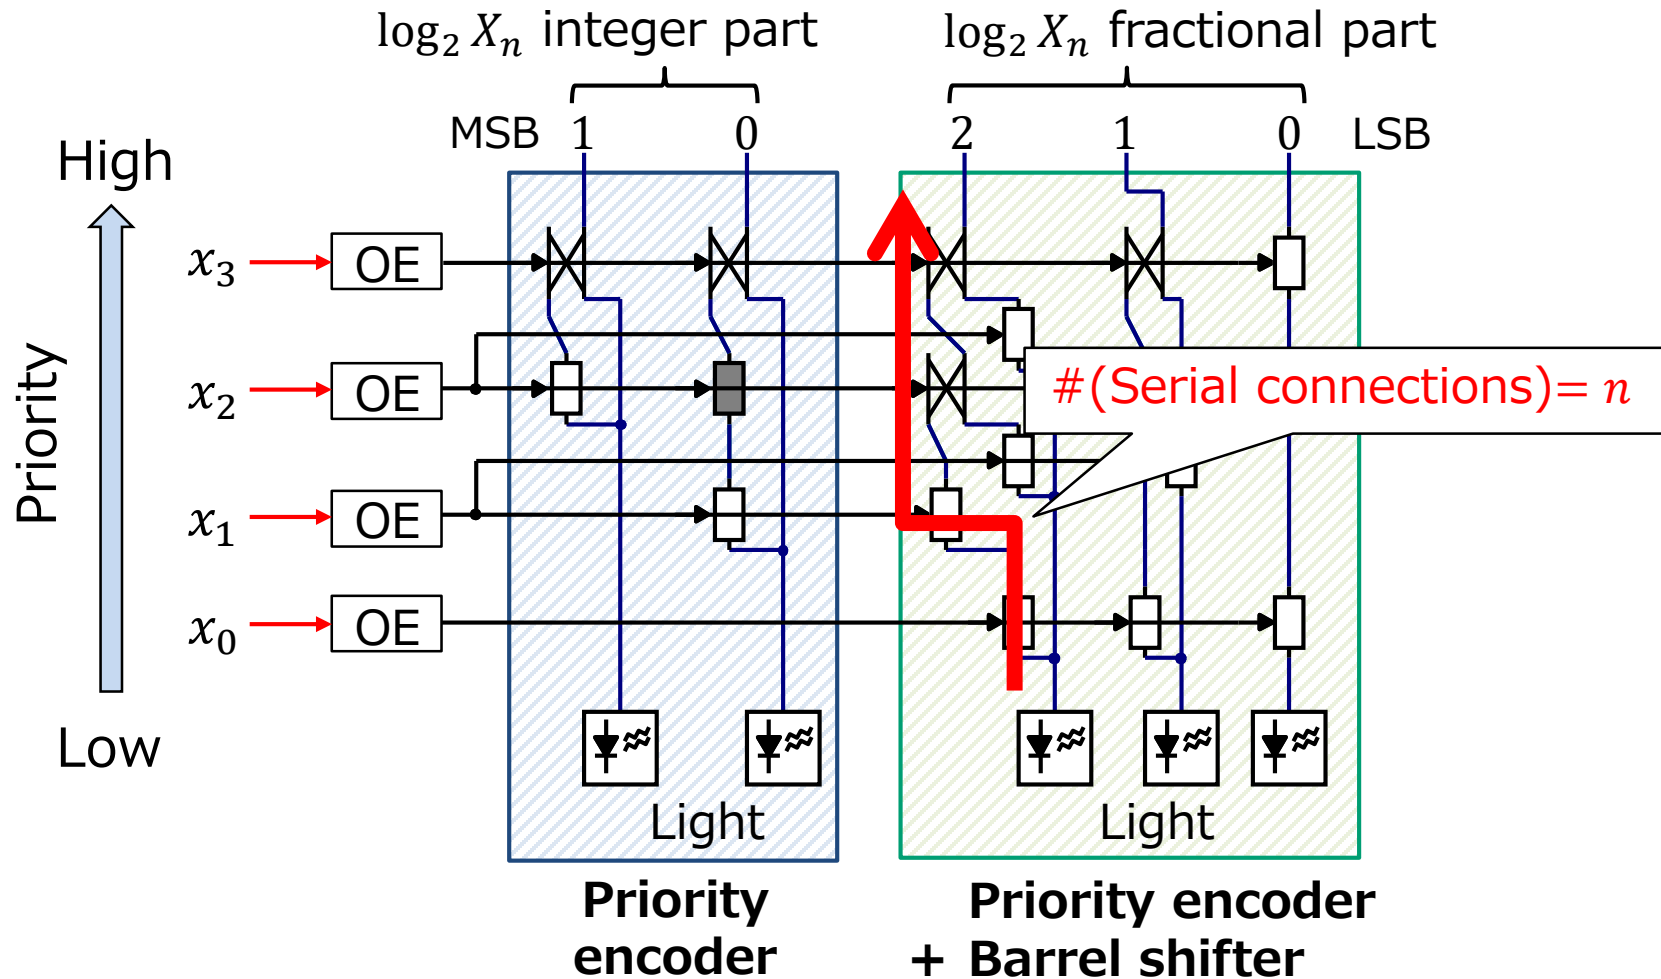 log₂ Xₙ integer part
log₂ Xₙ fractional part
MSB 1 0
2 1 0 LSB
High
Priority
Low
x₃ OE
x₂ OE
x₁ OE
x₀ OE
#(Serial connections)= n
Light
Light
Priority
encoder
Priority encoder
+ Barrel shifter